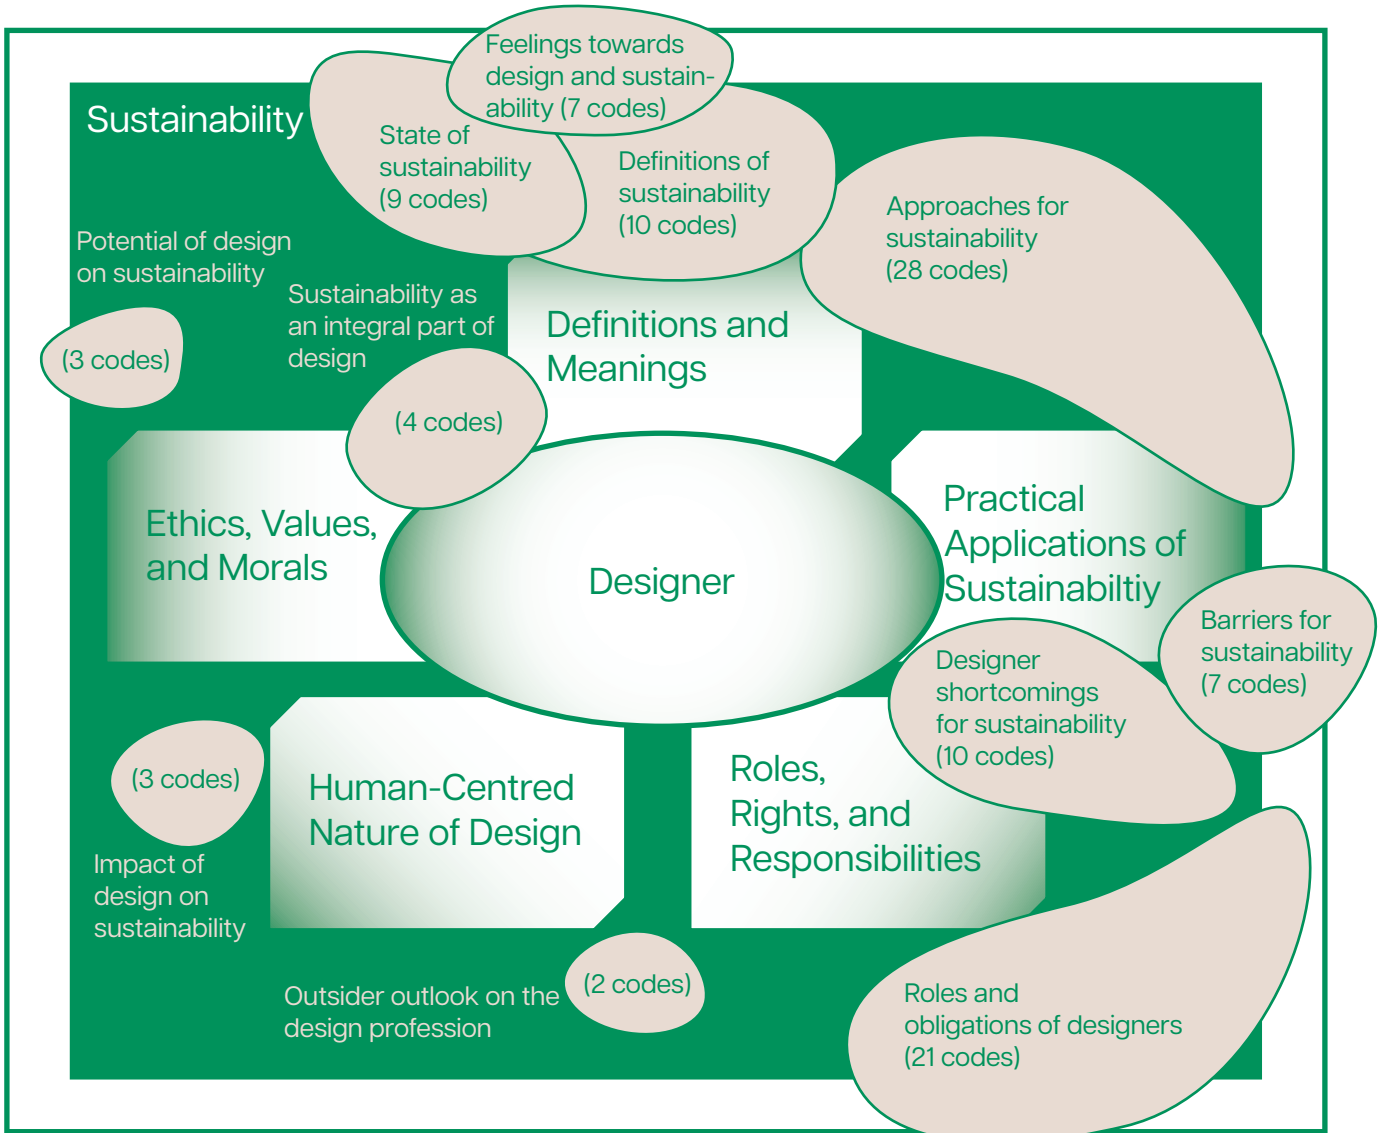 Feelings towards
design and sustain-
ability (7 codes)
Sustainability
State of
sustainability
(9 codes)
Definitions of
sustainability
(10 codes)
Approaches for
sustainability
(28 codes)
Potential of design
on sustainability
(3 codes)
Sustainability as
an integral part of
design
(4 codes)
Definitions and
Meanings
Ethics, Values,
and Morals
Designer
Practical
Applications of
Sustainabiltiy
Barriers for
sustainability
(7 codes)
Designer
shortcomings
for sustainability
(10 codes)
(3 codes)
Impact of
design on
sustainability
Human-Centred
Nature of Design
Roles,
Rights, and
Responsibilities
Outsider outlook on the
design profession
(2 codes)
Roles and
obligations of designers
(21 codes)